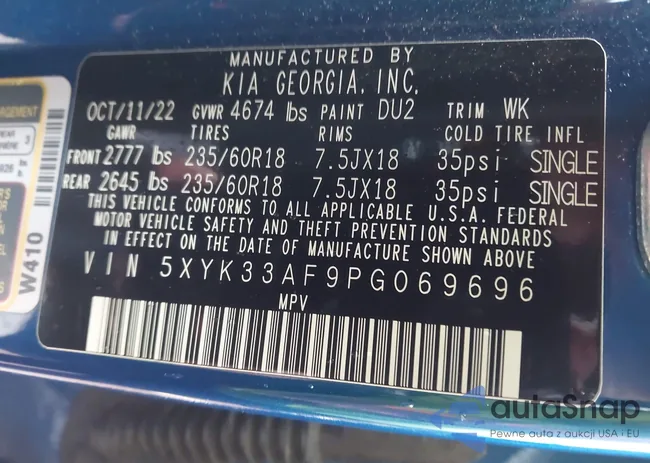 MANUFACTURED BY
KIA GEORGIA, INC.
OCT/11/22 GVWR 4674 lbs PAINT DU2 TRIM WK
GAWR TIRES RIMS COLD TIRE INFL
FRONT 2777 lbs 235/60R18 7.5JX18 35psi SINGLE
REAR 2645 lbs 235/60R18 7.5JX18 35psi SINGLE
THIS VEHICLE CONFORMS TO ALL APPLICABLE U.S.A. FEDERAL
MOTOR VEHICLE SAFETY AND THEFT PREVENTION STANDARDS
IN EFFECT ON THE DATE OF MANUFACTURE SHOWN ABOVE
VIN 5XYK33AF9PG069696
MPV
W410
autaSnap
Pewne auta z aukcji USA i EU